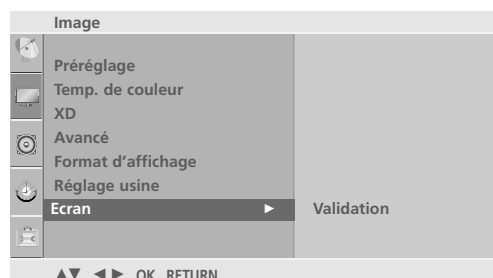 Image
Préréglage
Temp. de couleur
XD
Avancé
Format d’affichage
Réglage usine
Ecran ► Validation
▲▼ ◄► OK RETURN